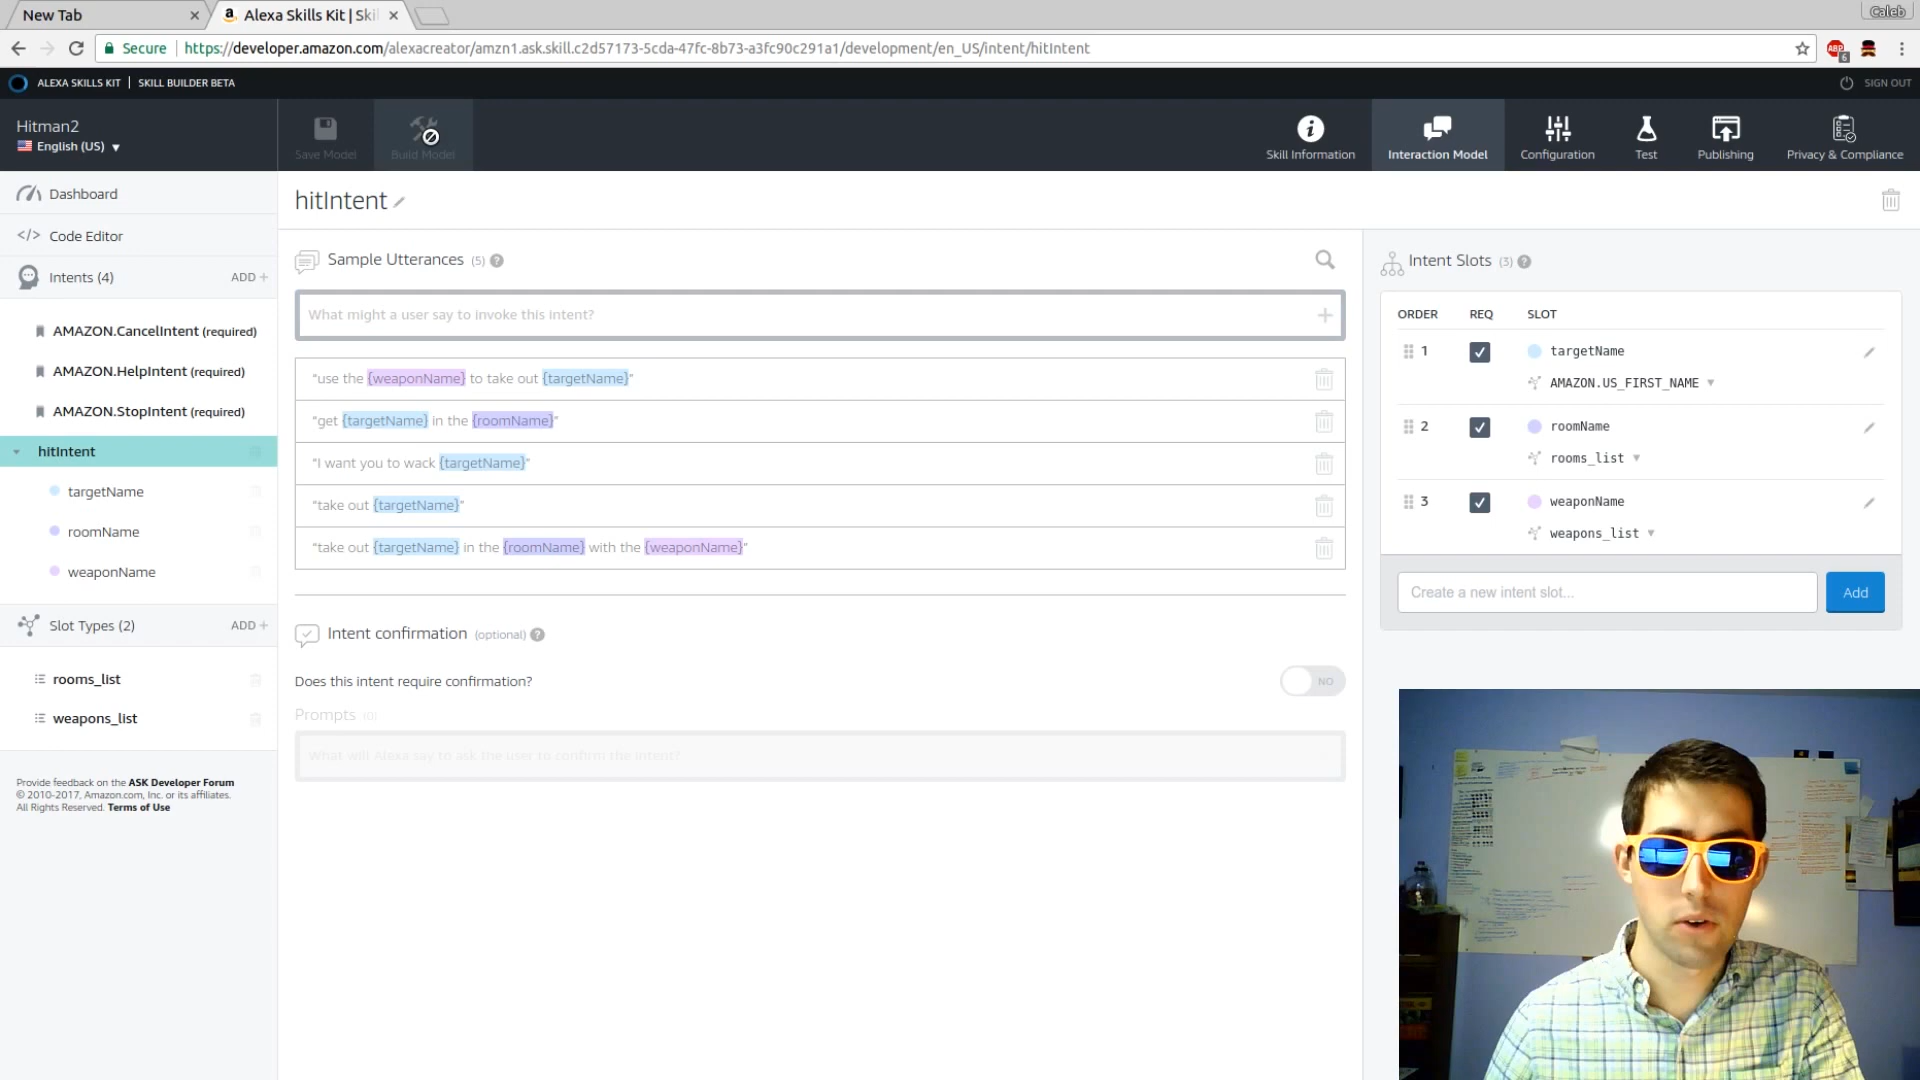 New Tab
Alexa Skills Kit | Skil
Caleb
Secure
https://developer.amazon.com/alexacreator/amzn1.ask.skill.c2d57173-5cda-47fc-8b73-a3fc90c291a1/development/en_US/intent/hitIntent
ABP
6
ALEXA SKILLS KIT | SKILL BUILDER BETA
SIGN OUT
Hitman2
English (US)
Save Model
Build Model
Skill Information
Interaction Model
Configuration
Test
Publishing
Privacy & Compliance
Dashboard
</> Code Editor
Intents (4)
ADD +
AMAZON.CancelIntent (required)
AMAZON.HelpIntent (required)
AMAZON.StopIntent (required)
hitIntent
targetName
roomName
weaponName
Slot Types (2)
ADD +
rooms_list
weapons_list
Provide feedback on the ASK Developer Forum
© 2010-2017, Amazon.com, Inc. or its affiliates.
All Rights Reserved. Terms of Use
hitIntent
Sample Utterances (5)
What might a user say to invoke this intent?
“use the {weaponName} to take out {targetName}”
“get {targetName} in the {roomName}”
“I want you to wack {targetName}”
“take out {targetName}”
“take out {targetName} in the {roomName} with the {weaponName}”
Intent confirmation (optional)
Does this intent require confirmation?
NO
Prompts (0)
What will Alexa say to ask the user to confirm the intent?
Intent Slots (3)
ORDER REQ SLOT
1 targetName
AMAZON.US_FIRST_NAME
2 roomName
rooms_list
3 weaponName
weapons_list
Create a new intent slot...
Add